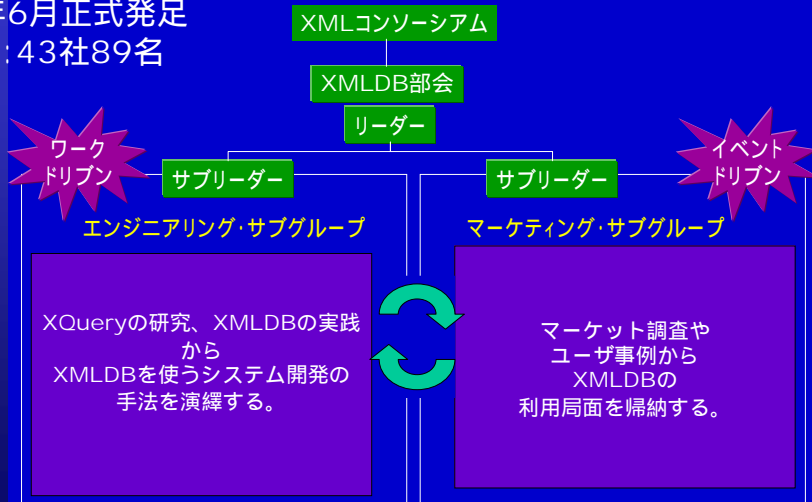 年6月正式発足
:43社89名
XMLコンソーシアム
XMLDB部会
リーダー
ワーク
ドリブン
サブリーダー
サブリーダー
イベント
ドリブン
エンジニアリング・サブグループ
マーケティング・サブグループ
XQueryの研究、XMLDBの実践
から
XMLDBを使うシステム開発の
手法を演繹する。
マーケット調査や
ユーザ事例から
XMLDBの
利用局面を帰納する。